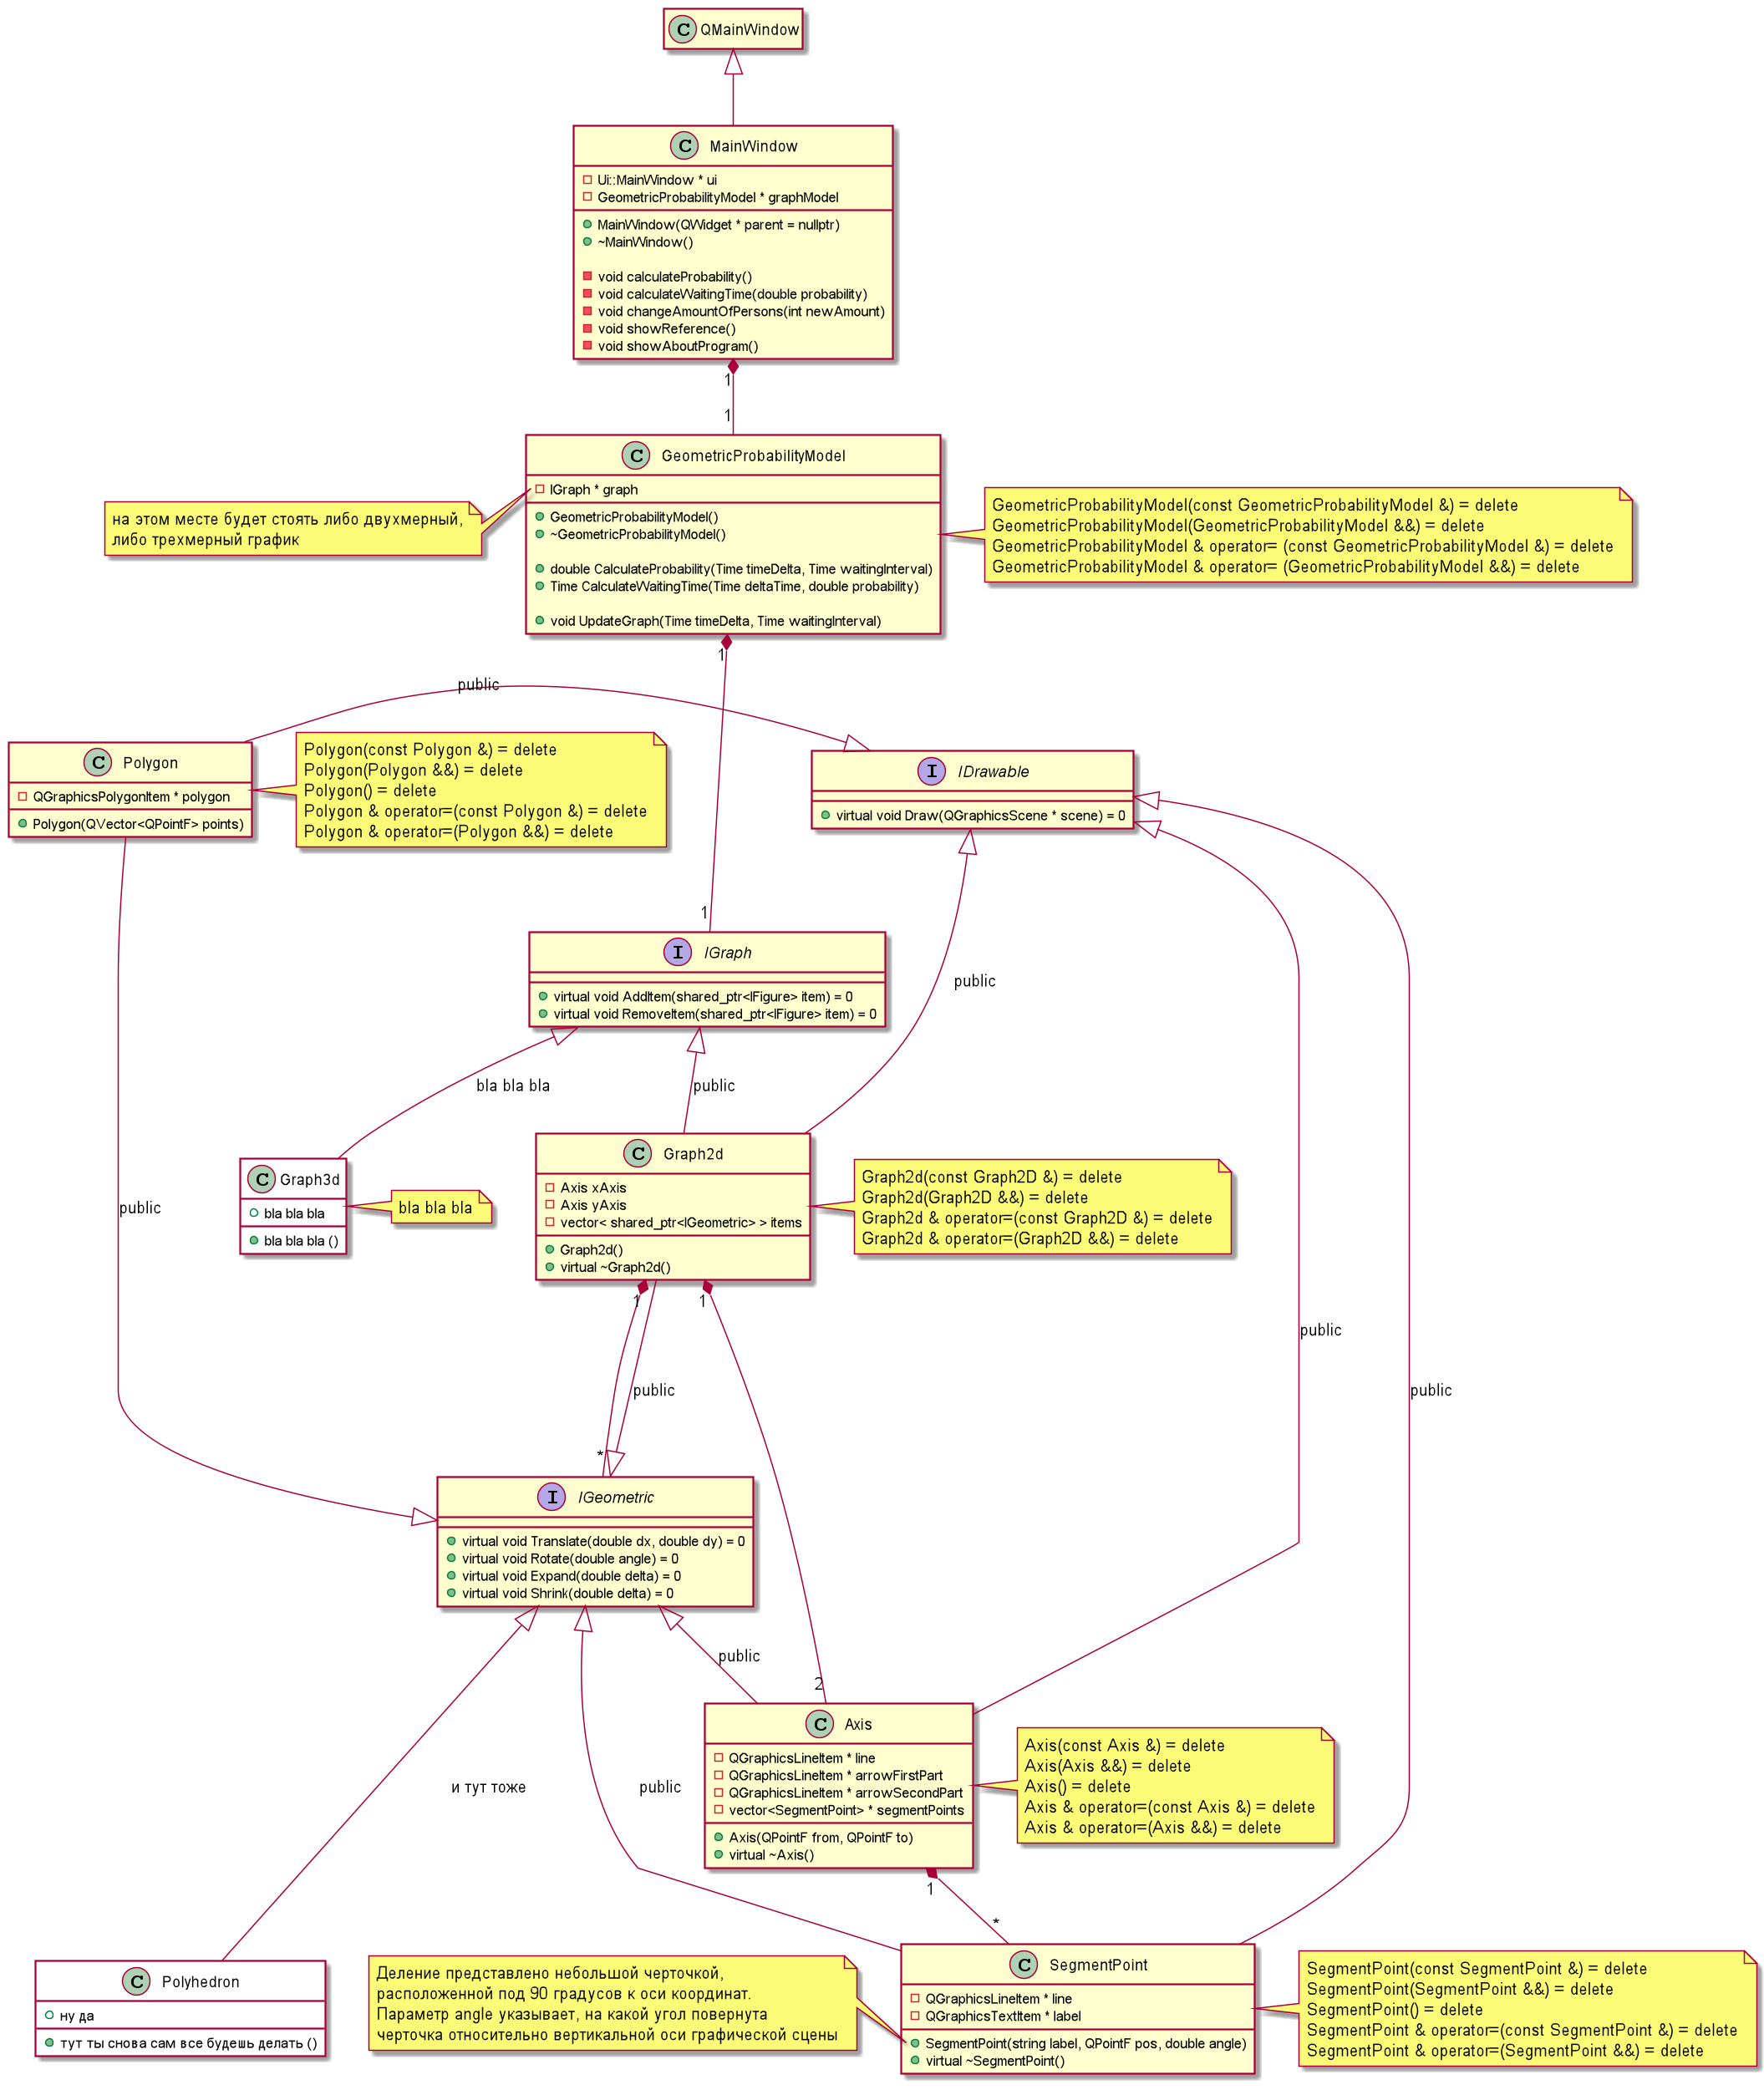 C QMainWindow
C MainWindow
Ui::MainWindow * ui
GeometricProbabilityModel * graphModel
MainWindow(QWidget * parent = nullptr)
~MainWindow()
void calculateProbability()
void calculateWaitingTime(double probability)
void changeAmountOfPersons(int newAmount)
void showReference()
void showAboutProgram()
1
1
C GeometricProbabilityModel
IGraph * graph
GeometricProbabilityModel()
~GeometricProbabilityModel()
double CalculateProbability(Time timeDelta, Time waitingInterval)
Time CalculateWaitingTime(Time deltaTime, double probability)
void UpdateGraph(Time timeDelta, Time waitingInterval)
на этом месте будет стоять либо двухмерный,
либо трехмерный график
GeometricProbabilityModel(const GeometricProbabilityModel &) = delete
GeometricProbabilityModel(GeometricProbabilityModel &&) = delete
GeometricProbabilityModel & operator= (const GeometricProbabilityModel &) = delete
GeometricProbabilityModel & operator= (GeometricProbabilityModel &&) = delete
1
public
C Polygon
QGraphicsPolygonItem * polygon
Polygon(QVector<QPointF> points)
Polygon(const Polygon &) = delete
Polygon(Polygon &&) = delete
Polygon() = delete
Polygon & operator=(const Polygon &) = delete
Polygon & operator=(Polygon &&) = delete
I IDrawable
virtual void Draw(QGraphicsScene * scene) = 0
1
I IGraph
virtual void AddItem(shared_ptr<IFigure> item) = 0
virtual void RemoveItem(shared_ptr<IFigure> item) = 0
public
bla bla bla
public
C Graph3d
bla bla bla
bla bla bla ()
bla bla bla
public
C Graph2d
Axis xAxis
Axis yAxis
vector< shared_ptr<IGeometric> > items
Graph2d()
virtual ~Graph2d()
Graph2d(const Graph2D &) = delete
Graph2d(Graph2D &&) = delete
Graph2d & operator=(const Graph2D &) = delete
Graph2d & operator=(Graph2D &&) = delete
1
1
public
public
public
*
I IGeometric
virtual void Translate(double dx, double dy) = 0
virtual void Rotate(double angle) = 0
virtual void Expand(double delta) = 0
virtual void Shrink(double delta) = 0
public
2
C Axis
QGraphicsLineItem * line
QGraphicsLineItem * arrowFirstPart
QGraphicsLineItem * arrowSecondPart
vector<SegmentPoint> * segmentPoints
Axis(QPointF from, QPointF to)
virtual ~Axis()
Axis(const Axis &) = delete
Axis(Axis &&) = delete
Axis() = delete
Axis & operator=(const Axis &) = delete
Axis & operator=(Axis &&) = delete
и тут тоже
public
1
*
C Polyhedron
ну да
тут ты снова сам все будешь делать ()
Деление представлено небольшой черточкой,
расположенной под 90 градусов к оси координат.
Параметр angle указывает, на какой угол повернута
черточка относительно вертикальной оси графической сцены
C SegmentPoint
QGraphicsLineItem * line
QGraphicsTextItem * label
SegmentPoint(string label, QPointF pos, double angle)
virtual ~SegmentPoint()
SegmentPoint(const SegmentPoint &) = delete
SegmentPoint(SegmentPoint &&) = delete
SegmentPoint() = delete
SegmentPoint & operator=(const SegmentPoint &) = delete
SegmentPoint & operator=(SegmentPoint &&) = delete